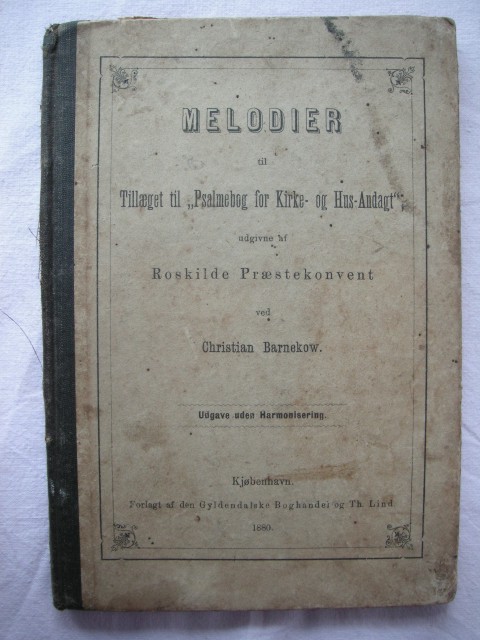 MELODIER
til
Tillæget til „Psalmebog for Kirke- og Hus-Andagt“,
udgivne af
Roskilde Præstekonvent
ved
Christian Barnekow.
Udgave uden Harmonisering.
Kjøbenhavn.
Forlagt af den Gyldendalske Boghandel og Th. Lind
1880.